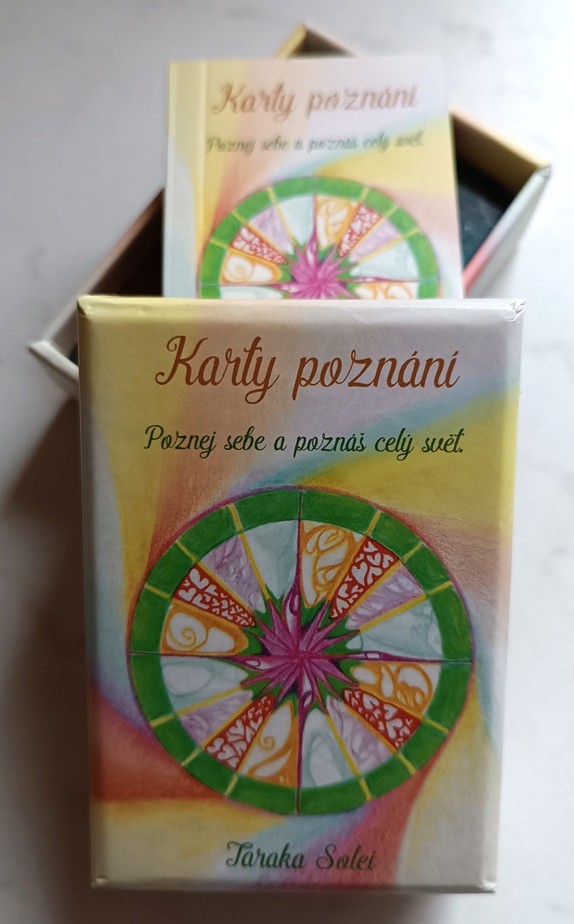 Karty poznání
Poznej sebe a poznáš celý svět.
Karty poznání
Poznej sebe a poznáš celý svět.
Taraka Solei